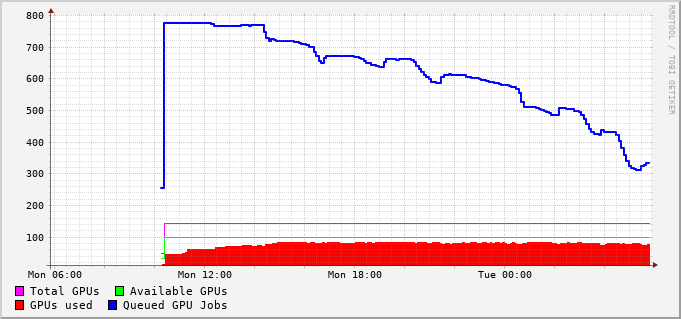 800
700
600
500
400
300
200
100
Mon 06:00 Mon 12:00 Mon 18:00 Tue 00:00
Total GPUs Available GPUs
GPUs used Queued GPU Jobs
RRDTOOL / TOBI OETIKER